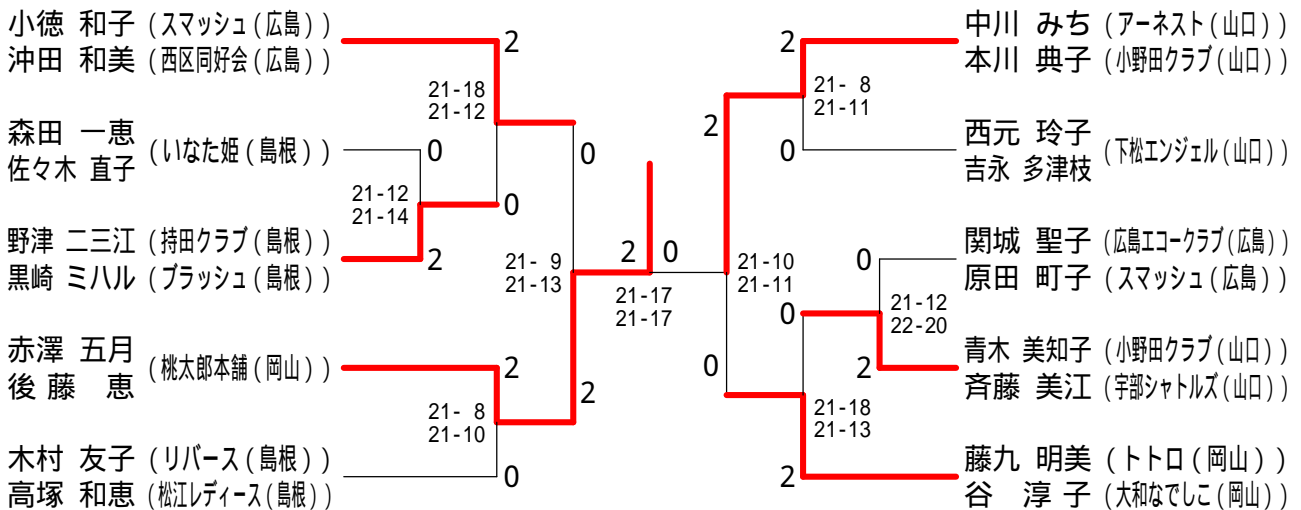 小徳 和子 (スマッシュ(広島))
沖田 和美 (西区同好会(広島))
2
21-18
21-12
森田 一恵
佐々木 直子
(いなた姫(島根))
0
0
21-12
21-14
0
野津 二三江 (持田クラブ(島根))
黒崎 ミハル (ブラッシュ(島根))
2
21- 9
21-13
2 0
21-17
21-17
赤澤 五月
後藤 恵
(桃太郎本舗(岡山))
2
2
21- 8
21-10
木村 友子 (リバース(島根))
高塚 和恵 (松江レディース(島根))
0
中川 みち (アーネスト(山口))
本川 典子 (小野田クラブ(山口))
2
21- 8
21-11
2
西元 玲子
吉永 多津枝
(下松エンジェル(山口))
0
関城 聖子 (広島エコークラブ(広島))
原田 町子 (スマッシュ(広島))
0
21-10
21-11
21-12
22-20
0
青木 美知子 (小野田クラブ(山口))
斉藤 美江 (宇部シャトルズ(山口))
2
0
21-18
21-13
藤九 明美 (トトロ(岡山))
谷 淳子 (大和なでしこ(岡山))
2